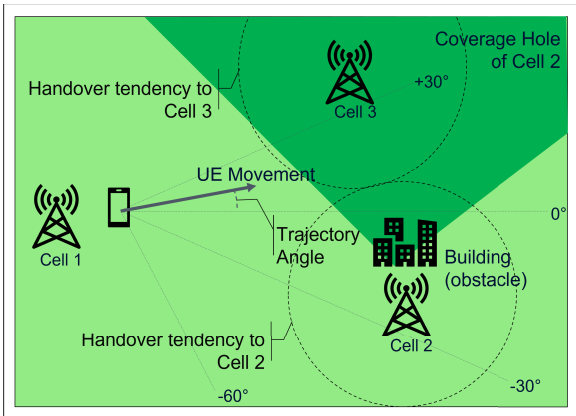 Coverage Hole
of Cell 2
Handover tendency to
Cell 3
+30°
Cell 3
UE Movement
Cell 1
Trajectory
Angle
0°
Building
(obstacle)
Handover tendency to
Cell 2
Cell 2
-60°
-30°